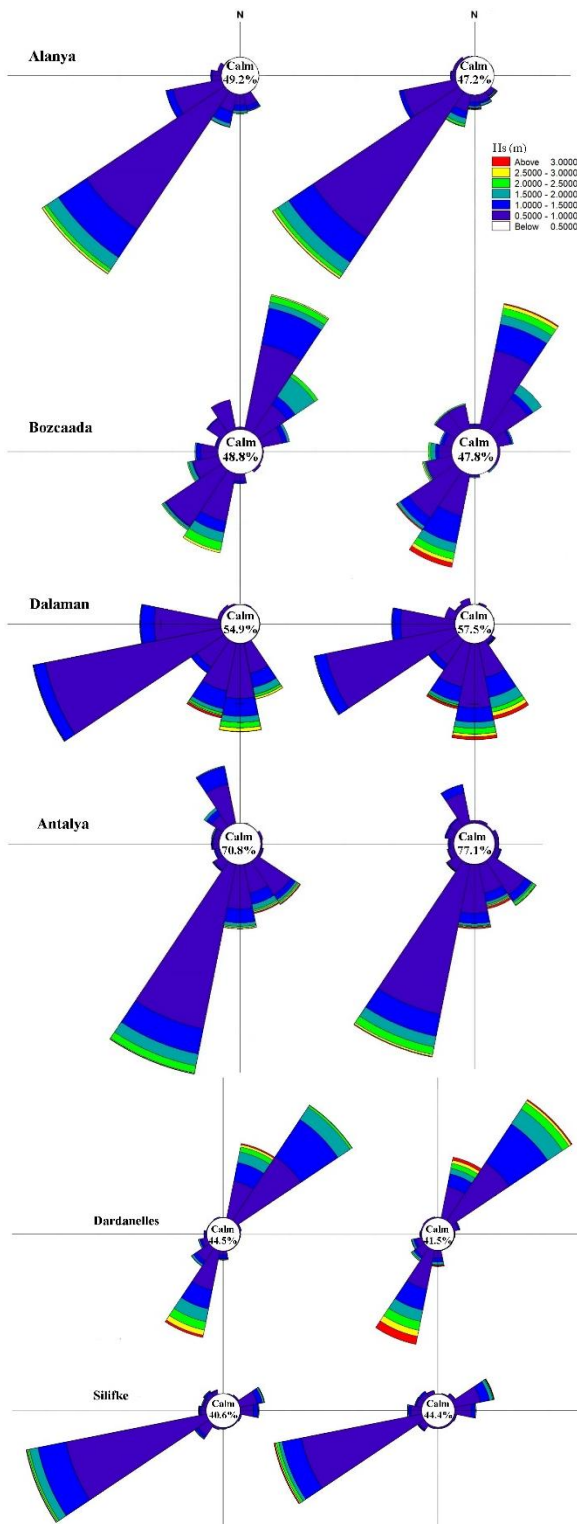 N N
Alanya
Calm
49.2%
Calm
47.2%
Hs (m)
Above 3.0000
2.5000 - 3.0000
2.0000 - 2.5000
1.5000 - 2.0000
1.0000 - 1.5000
0.5000 - 1.0000
Below 0.5000
Bozcaada
Calm
48.8%
Calm
47.8%
Dalaman
Calm
54.9%
Calm
57.5%
Antalya
Calm
70.8%
Calm
77.1%
Dardanelles
Calm
44.5%
Calm
41.5%
Silifke
Calm
40.6%
Calm
44.4%